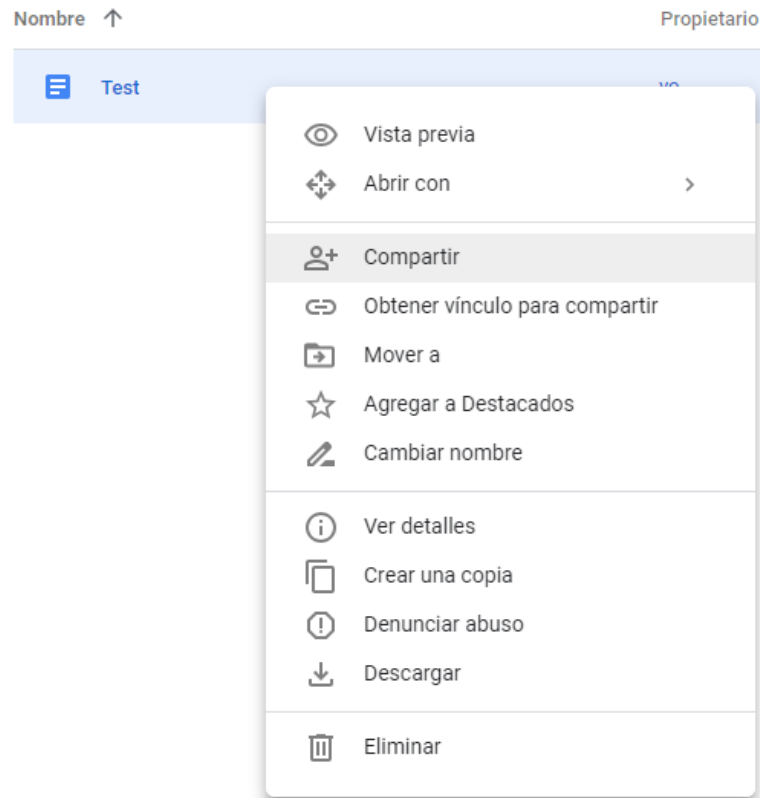 Nombre Propietario
Test
Vista previa
Abrir con
Compartir
Obtener vínculo para compartir
Mover a
Agregar a Destacados
Cambiar nombre
Ver detalles
Crear una copia
Denunciar abuso
Descargar
Eliminar